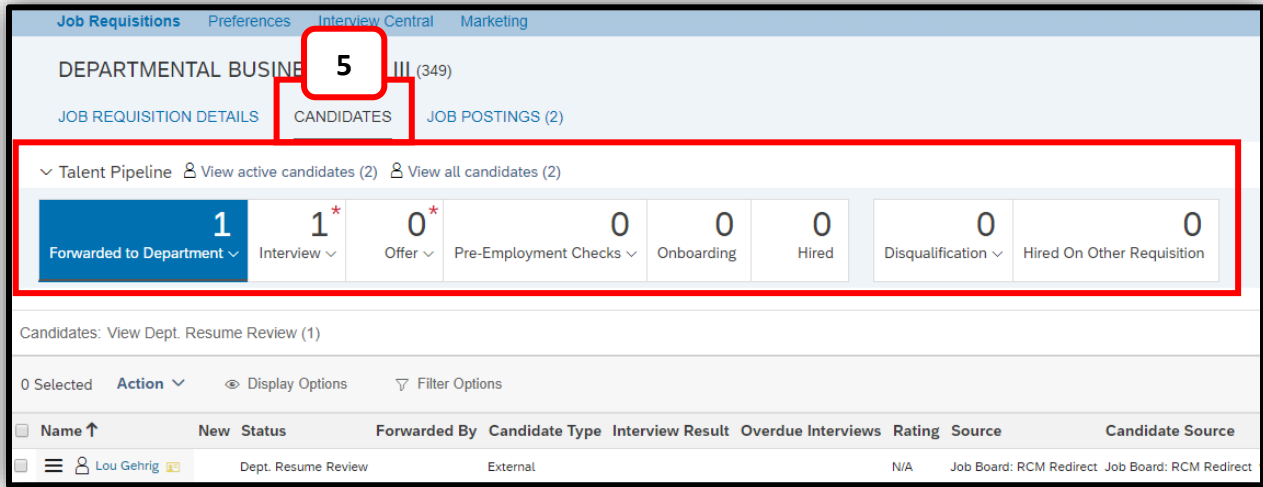 Job Requisitions Preferences Interview Central Marketing
DEPARTMENTAL BUSINE 5 III (349)
JOB REQUISITION DETAILS CANDIDATES JOB POSTINGS (2)
Talent Pipeline View active candidates (2) View all candidates (2)
1 1* 0* 0 0 0 0 0
Forwarded to Department Interview Offer Pre-Employment Checks Onboarding Hired Disqualification Hired On Other Requisition
Candidates: View Dept. Resume Review (1)
0 Selected Action Display Options Filter Options
Name ↑ New Status Forwarded By Candidate Type Interview Result Overdue Interviews Rating Source Candidate Source
Lou Gehrig Dept. Resume Review External N/A Job Board: RCM Redirect Job Board: RCM Redirect